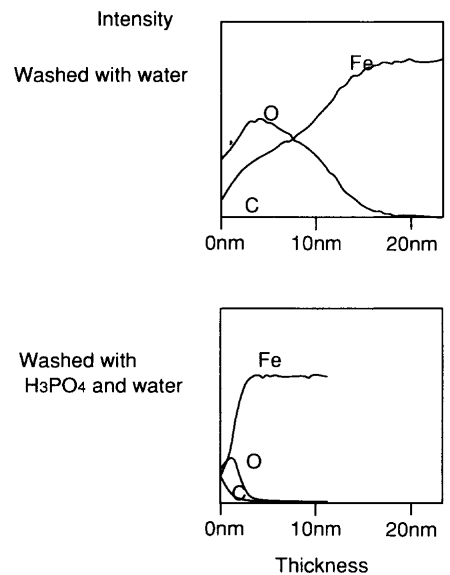 Intensity
Washed with water
Fe
O
C
0nm 10nm 20nm
Washed with
H3PO4 and water
Fe
O
C
0nm 10nm 20nm
Thickness